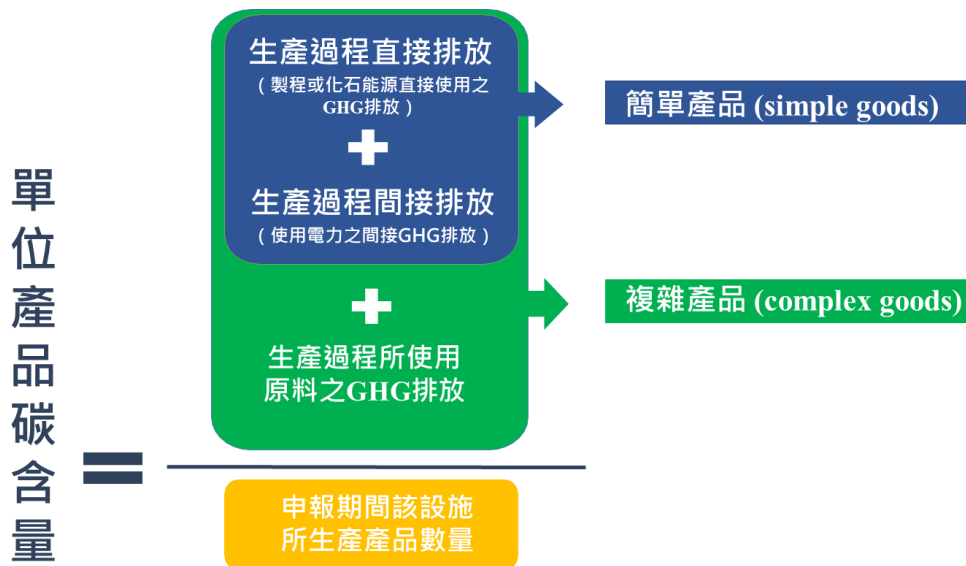 單位產品碳含量
=
生產過程直接排放
（製程或化石能源直接使用之
GHG排放）
+
生產過程間接排放
（使用電力之間接GHG排放）
+
生產過程所使用
原料之GHG排放
申報期間該設施
所生產產品數量
簡單產品 (simple goods)
複雜產品 (complex goods)